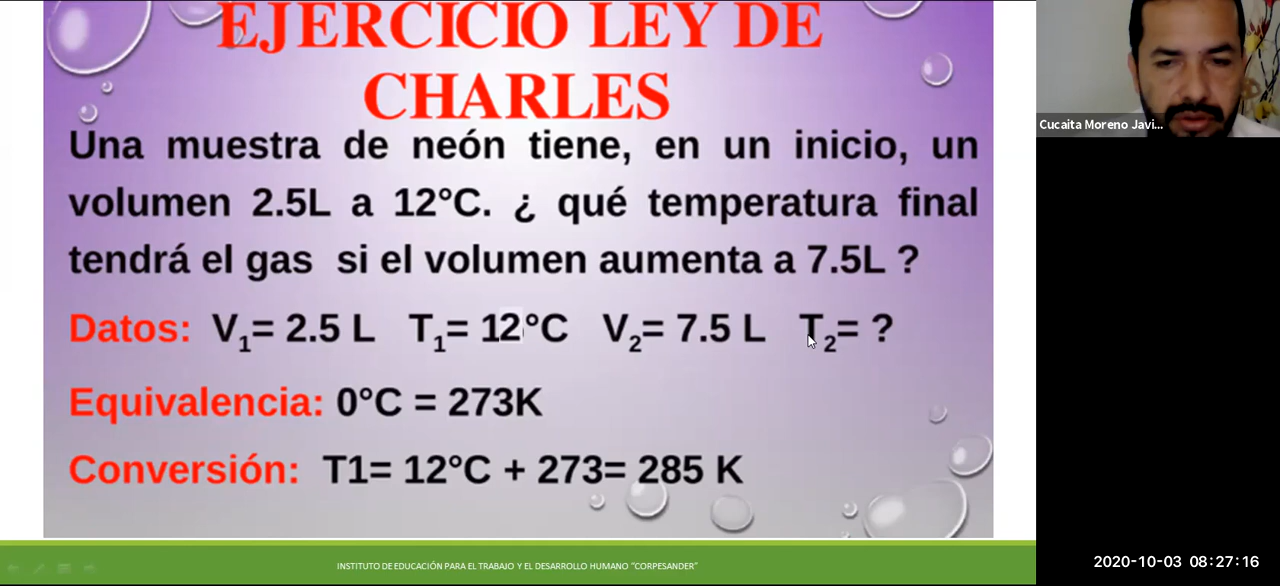 EJERCICIO LEY DE
CHARLES
Una muestra de neón tiene, en un inicio, un
volumen 2.5L a 12°C. ¿ qué temperatura final
tendrá el gas si el volumen aumenta a 7.5L ?
Datos: V1= 2.5 L T1= 12°C V2= 7.5 L T2= ?
Equivalencia: 0°C = 273K
Conversión: T1= 12°C + 273= 285 K
INSTITUTO DE EDUCACIÓN PARA EL TRABAJO Y EL DESARROLLO HUMANO "CORPESANDER"
Cucaita Moreno Javi...
2020-10-03 08:27:16